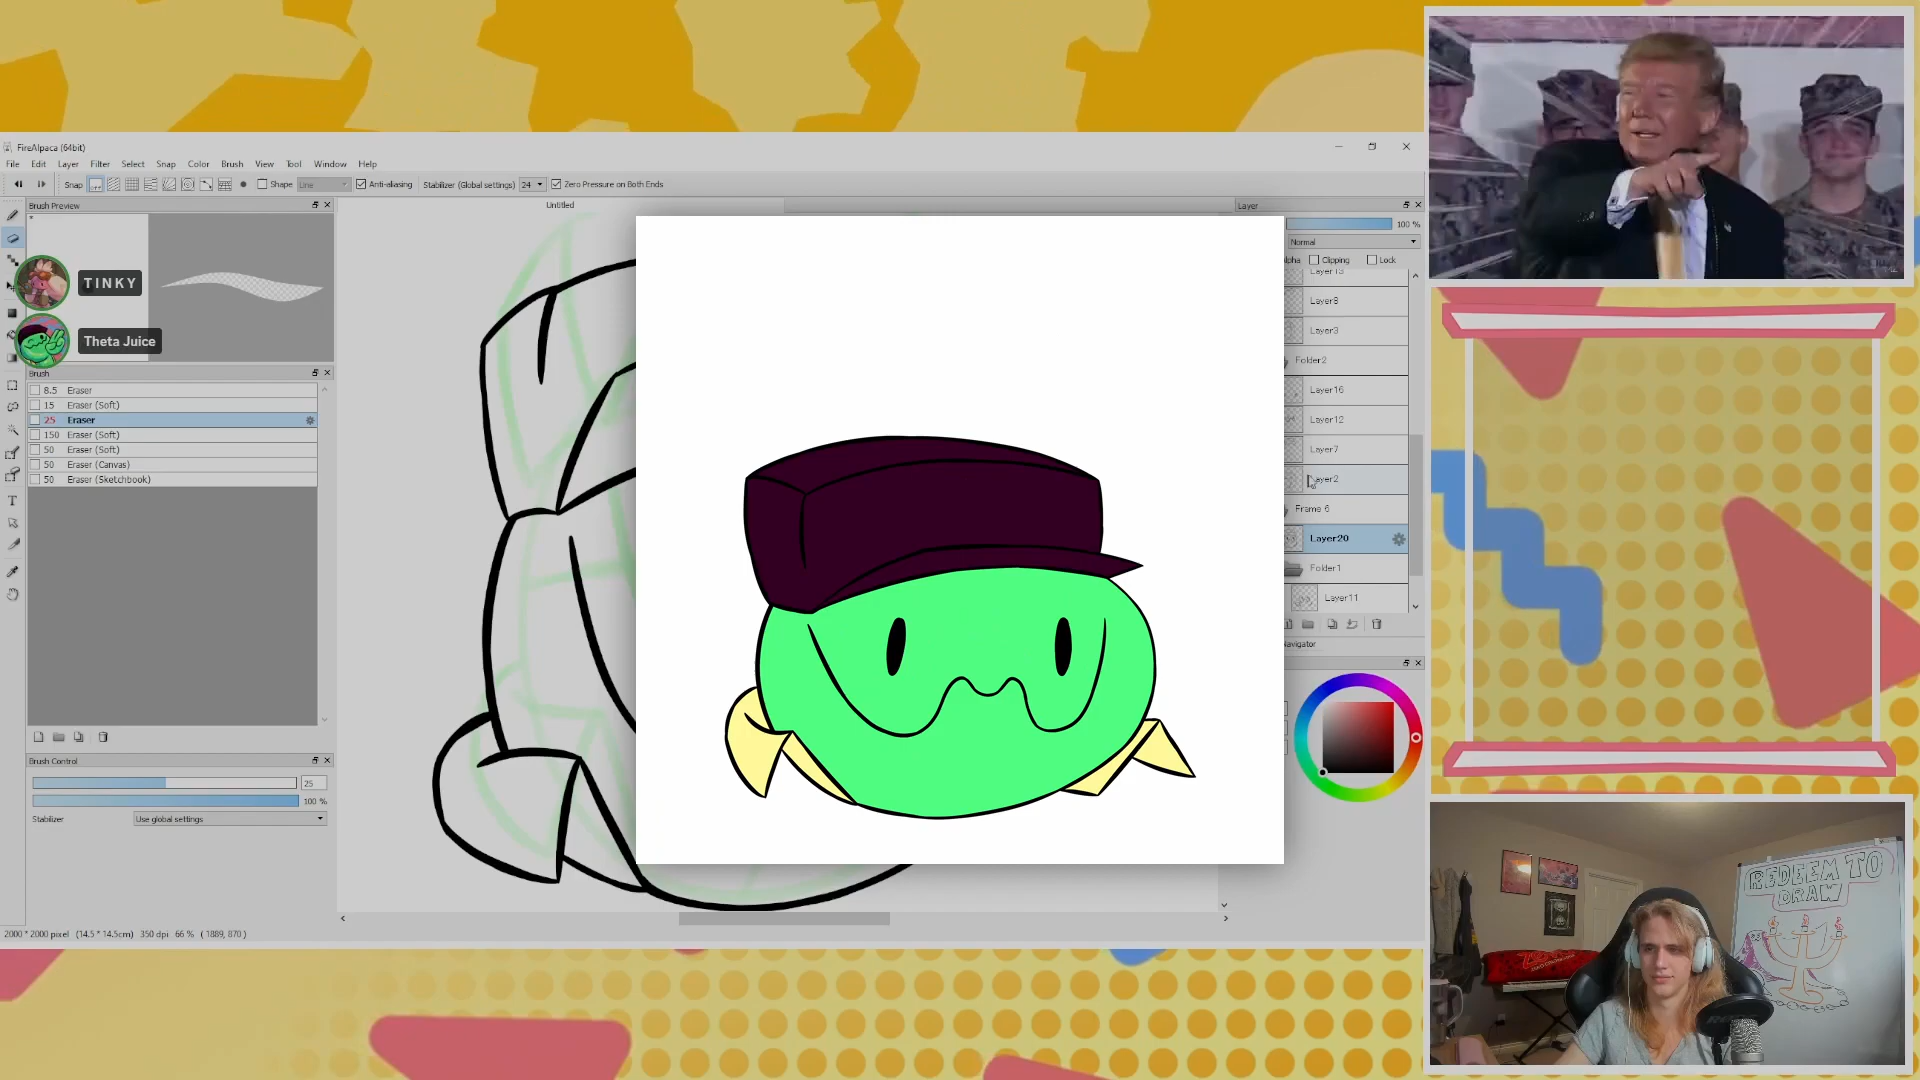 FireAlpaca (64bit)
File Edit Layer Filter Select Snap Color Brush View Tool Window Help
Snap Shape Line Anti-aliasing Stabilizer (Global settings) 24 Zero Pressure on Both Ends
Brush Preview
Untitled
Layer
*
100 %
Normal
Clipping Lock
Layer8
Layer3
Folder2
Layer16
Layer12
Layer7
Frame 6
Layer20
Folder1
Layer11
TINKY
Theta Juice
Brush
8.5 Eraser
15 Eraser (Soft)
25 Eraser
150 Eraser (Soft)
50 Eraser (Soft)
50 Eraser (Canvas)
50 Eraser (Sketchbook)
T
Brush Control
25
100 %
Stabilizer Use global settings
2000 * 2000 pixel (14.5 * 14.5cm) 350 dpi 66 % ( 1889, 870 )
REDEEM TO
DRAW